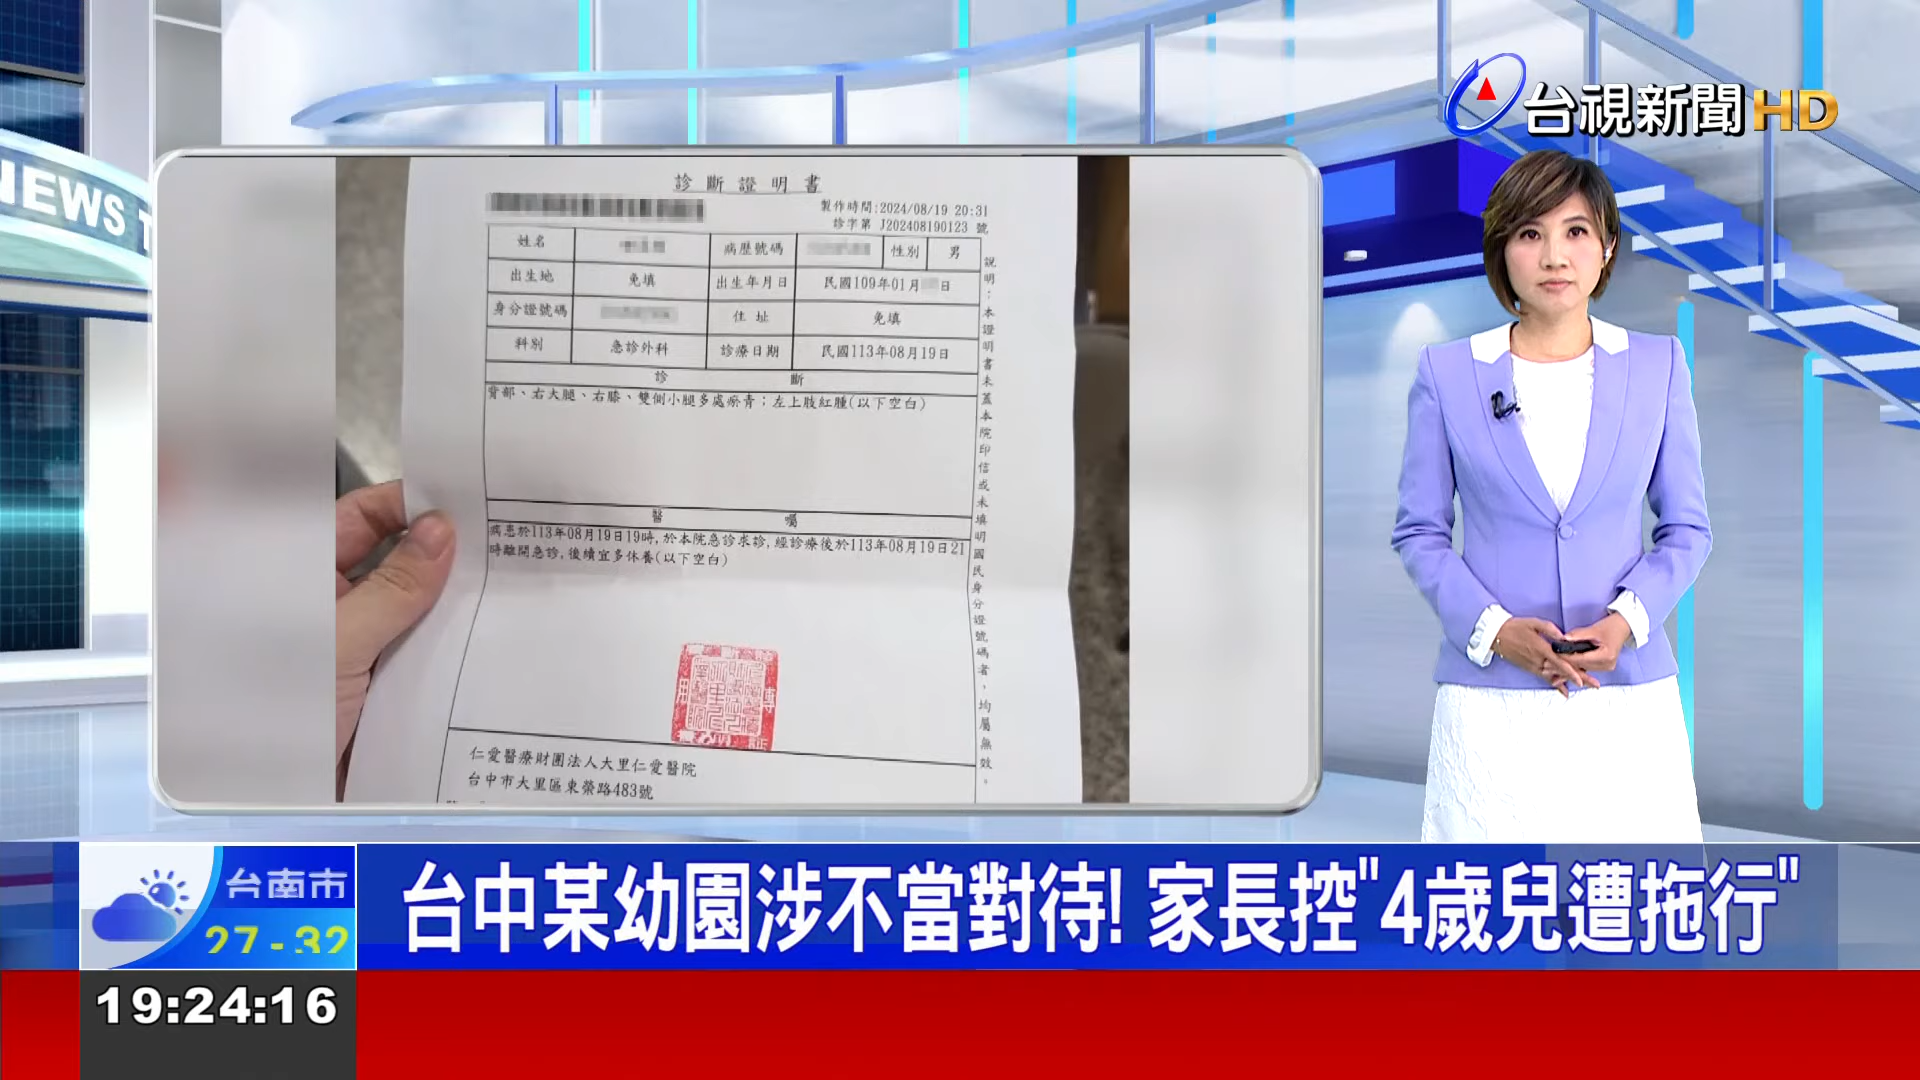 NEWS T
台視新聞HD
診斷證明書
製作時間:2024/08/19 20:31
診字第 J202408190123 號
姓名 病歷號碼 性別 男
出生地 免填 出生年月日 民國109年01月 日
身分證號碼 住址 免填
科別 急診外科 診療日期 民國113年08月19日
診斷
背部、右大腿、右膝、雙側小腿多處瘀青；左上肢紅腫(以下空白)
醫囑
病患於113年08月19日19時,於本院急診求診,經診療後於113年08月19日21
時離開急診,後續宜多休養(以下空白)
說明：本證明書未蓋本院印信或未填明國民身分證號碼者，均屬無效。
仁愛醫療財團法人大里仁愛醫院
台中市大里區東榮路483號
台南市
27-32
台中某幼園涉不當對待! 家長控"4歲兒遭拖行"
19:24:16